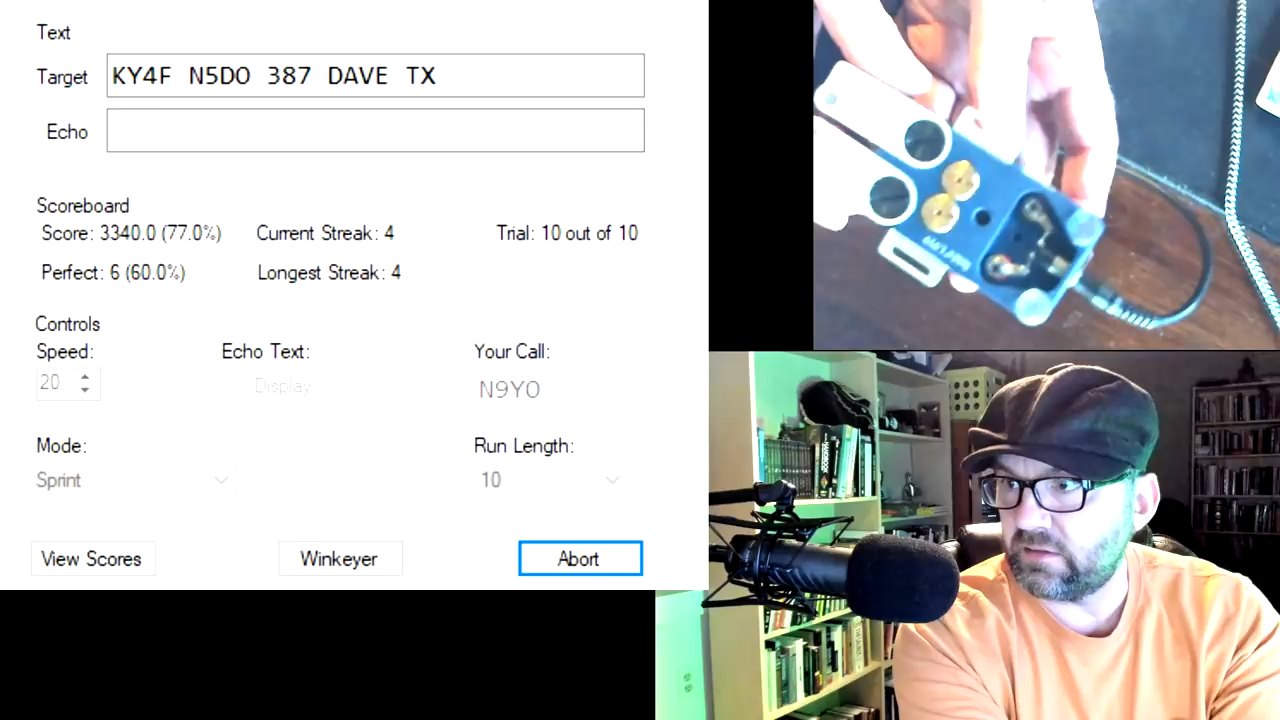 Text
Target KY4F N5DO 387 DAVE TX
Echo
Scoreboard
Score: 3340.0 (77.0%) Current Streak: 4 Trial: 10 out of 10
Perfect: 6 (60.0%) Longest Streak: 4
Controls
Speed: Echo Text: Your Call:
20 Display N9YO
Mode: Run Length:
Sprint 10
View Scores Winkeyer Abort